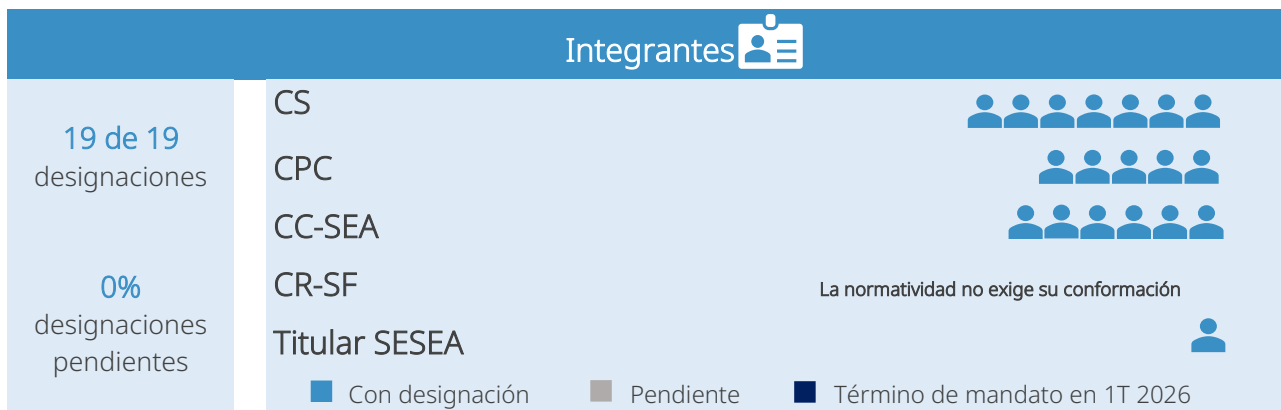 Integrantes
19 de 19
designaciones
0%
designaciones
pendientes
CS
CPC
CC-SEA
CR-SF
La normatividad no exige su conformación
Titular SESEA
Con designación
Pendiente
Término de mandato en 1T 2026